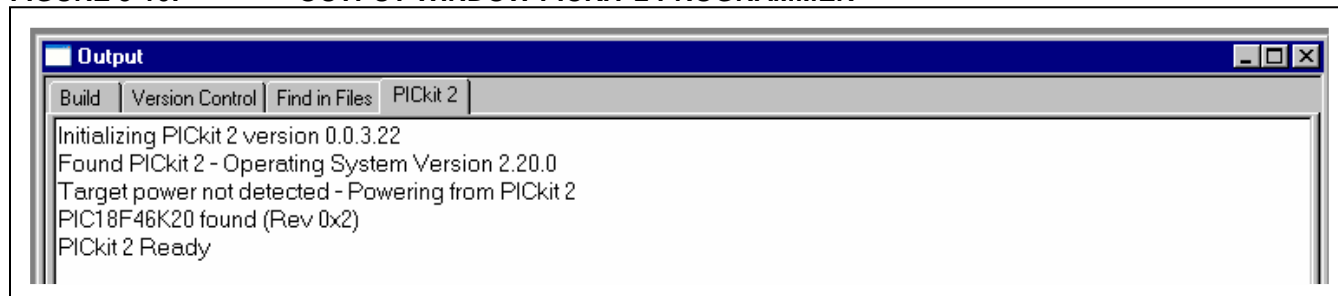 Output
Build Version Control Find in Files PICkit 2
Initializing PICkit 2 version 0.0.3.22
Found PICkit 2 - Operating System Version 2.20.0
Target power not detected - Powering from PICkit 2
PIC18F46K20 found (Rev 0x2)
PICkit 2 Ready